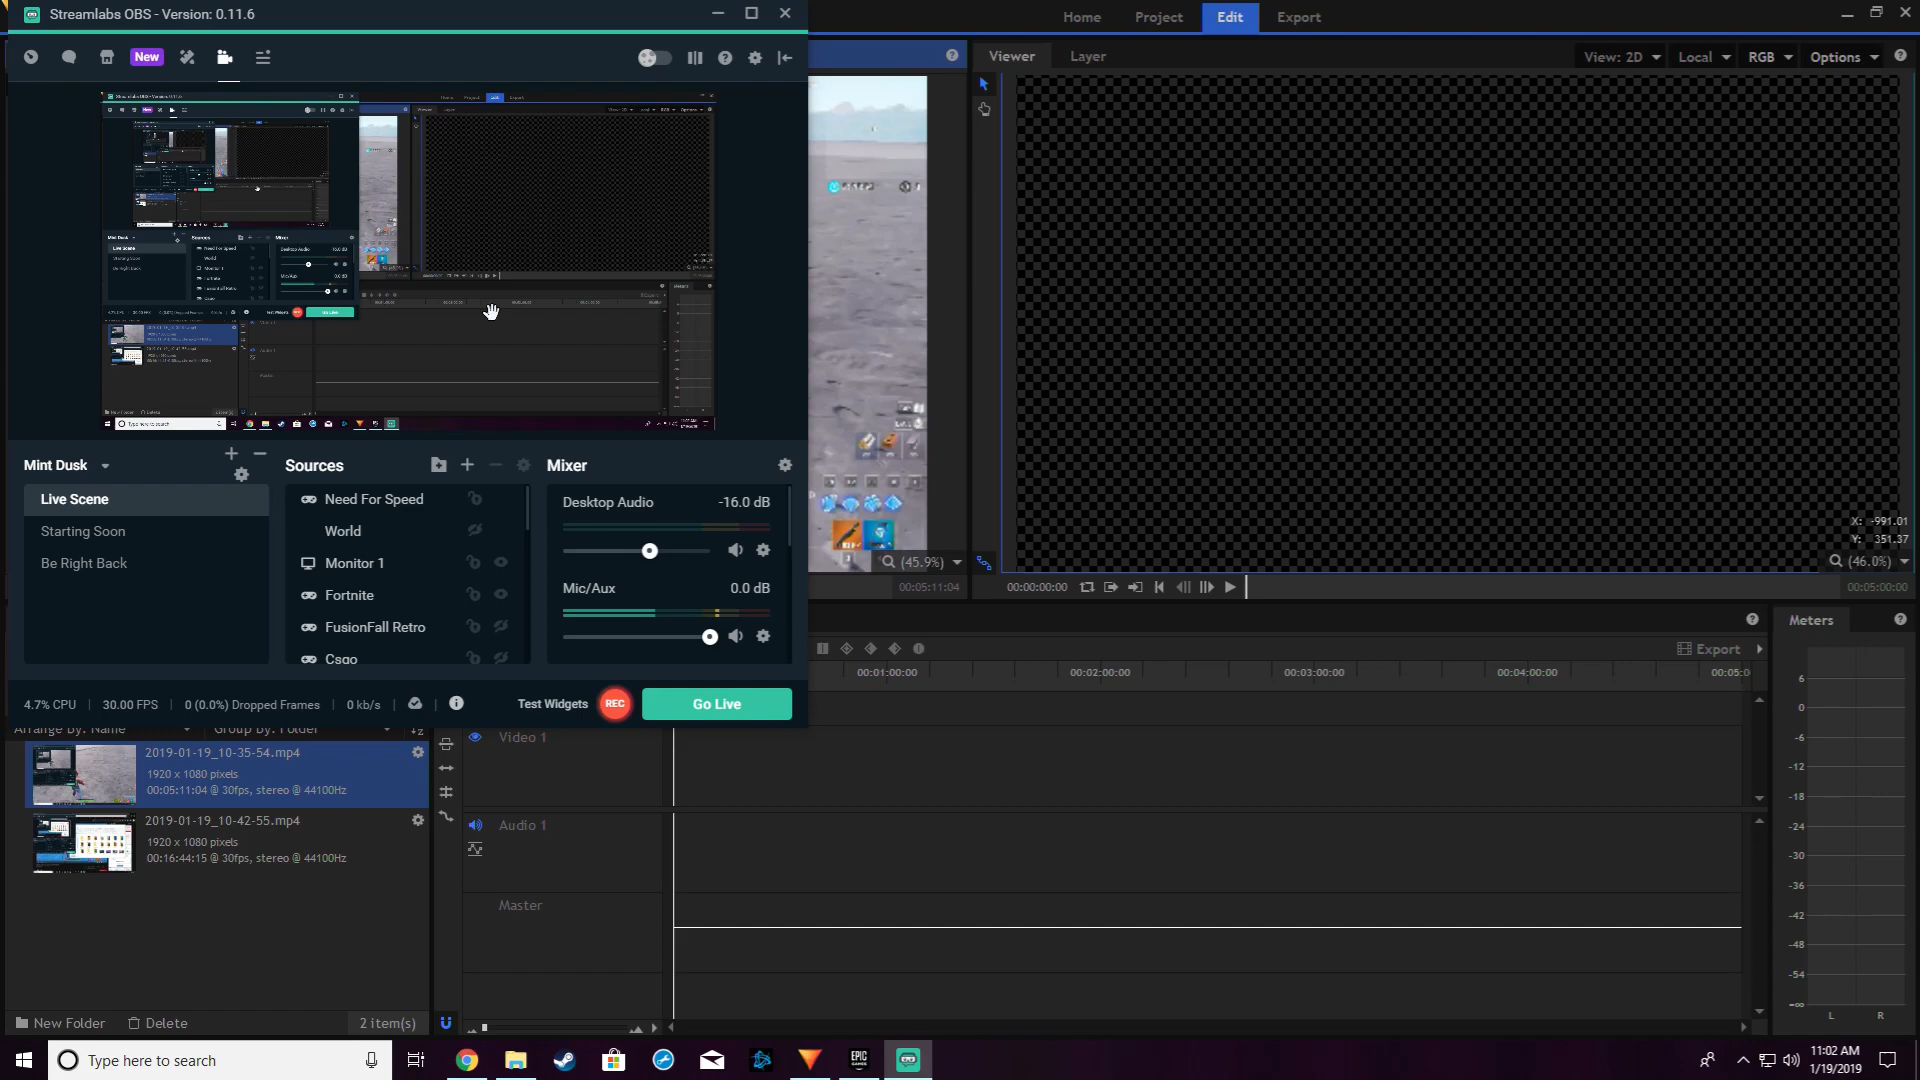 Streamlabs OBS - Version: 0.11.6
Home
Project
Edit
Export
New
Viewer
Layer
View: 2D
Local
RGB
Options
X: -991.01
Y: 351.37
(45.9%)
(46.0%)
00:05:11:04
00:00:00:00
00:05:00:00
Mint Dusk
Live Scene
Starting Soon
Be Right Back
Sources
Need For Speed
World
Monitor 1
Fortnite
FusionFall Retro
Csgo
Mixer
Desktop Audio
-16.0 dB
Mic/Aux
0.0 dB
4.7% CPU
30.00 FPS
0 (0.0%) Dropped Frames
0 kb/s
Test Widgets
REC
Go Live
Export
Meters
00:01:00:00
00:02:00:00
00:03:00:00
00:04:00:00
00:05:0
Arrange By: Name
Group By: Folder
2019-01-19_10-35-54.mp4
1920 x 1080 pixels
00:05:11:04 @ 30fps, stereo @ 44100Hz
2019-01-19_10-42-55.mp4
1920 x 1080 pixels
00:16:44:15 @ 30fps, stereo @ 44100Hz
Video 1
Audio 1
Master
6
0
-6
-12
-18
-24
-30
-36
-42
-48
-54
-∞
L
R
New Folder
Delete
2 item(s)
Type here to search
EPIC
GAMES
11:02 AM
1/19/2019